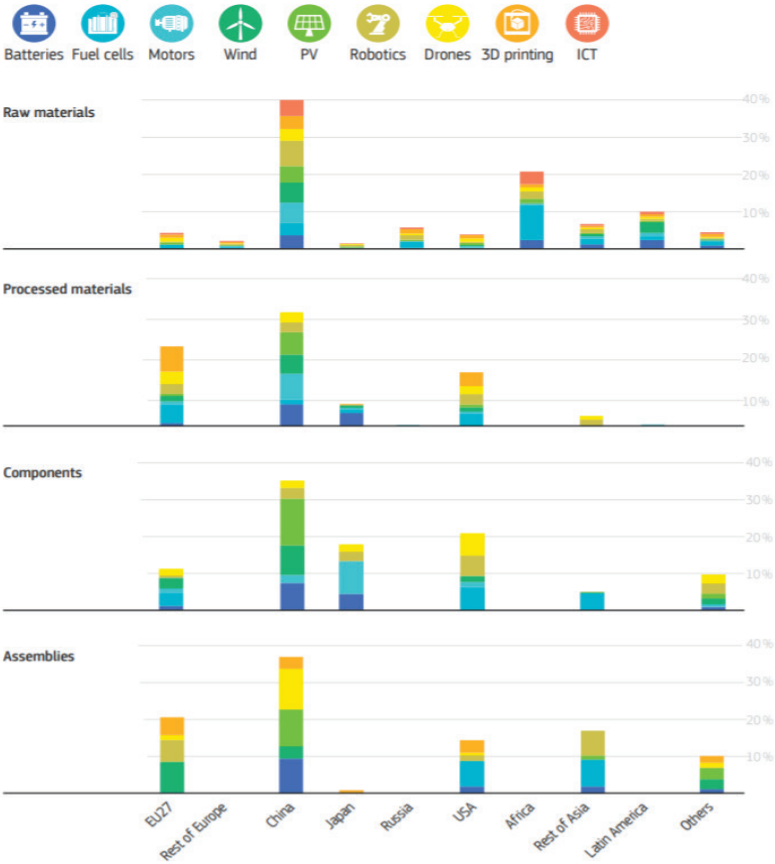 Batteries Fuel cells Motors Wind PV Robotics Drones 3D printing ICT
Raw materials
40%
30%
20%
10%
Processed materials
40%
30%
20%
10%
Components
40%
30%
20%
10%
Assemblies
40%
30%
20%
10%
EU27
Rest of Europe
China
Japan
Russia
USA
Africa
Rest of Asia
Latin America
Others